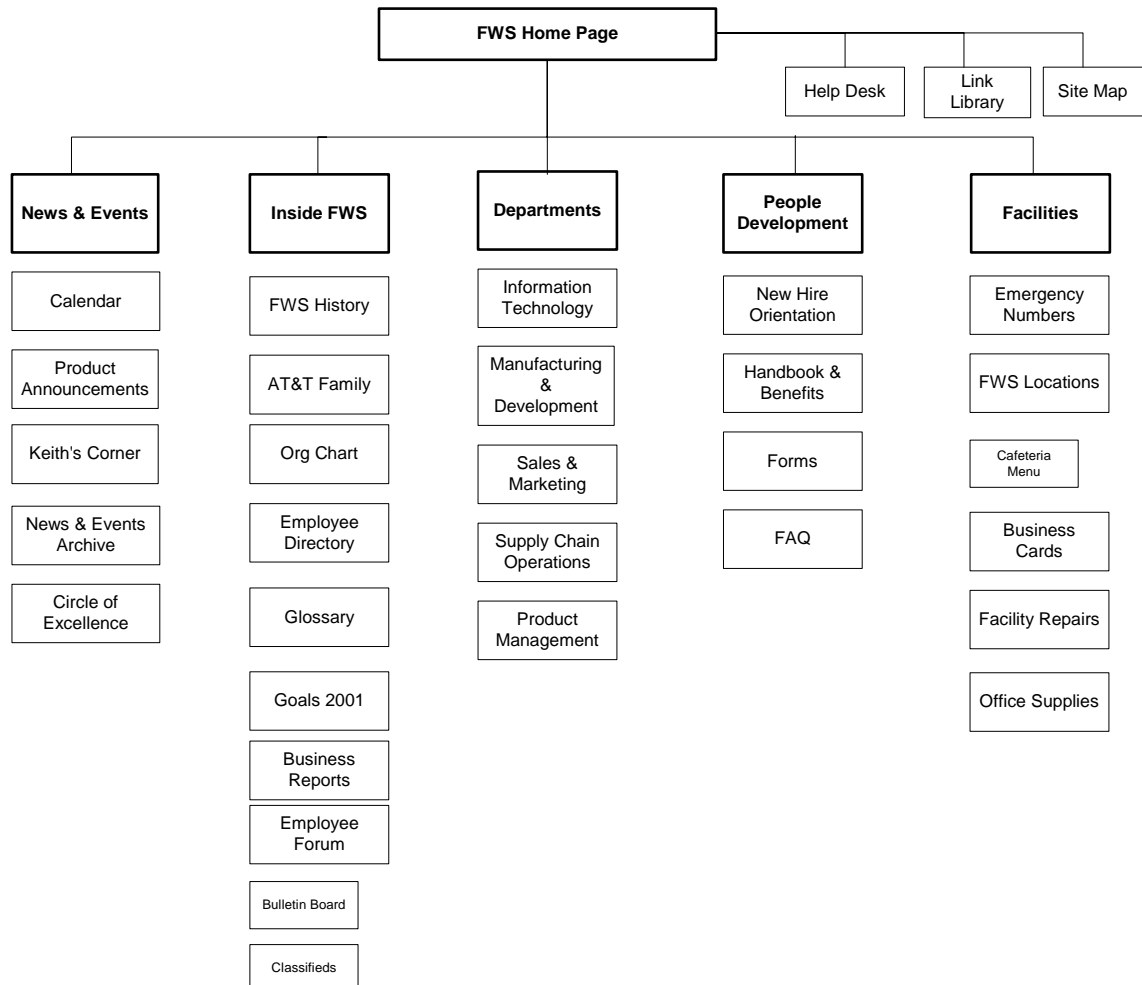 FWS Home Page
Help Desk
Link
Library
Site Map
News & Events
Calendar
Product
Announcements
Keith's Corner
News & Events
Archive
Circle of
Excellence
Inside FWS
FWS History
AT&T Family
Org Chart
Employee
Directory
Glossary
Goals 2001
Business
Reports
Employee
Forum
Bulletin Board
Classifieds
Departments
Information
Technology
Manufacturing
&
Development
Sales &
Marketing
Supply Chain
Operations
Product
Management
People
Development
New Hire
Orientation
Handbook &
Benefits
Forms
FAQ
Facilities
Emergency
Numbers
FWS Locations
Cafeteria
Menu
Business
Cards
Facility Repairs
Office Supplies